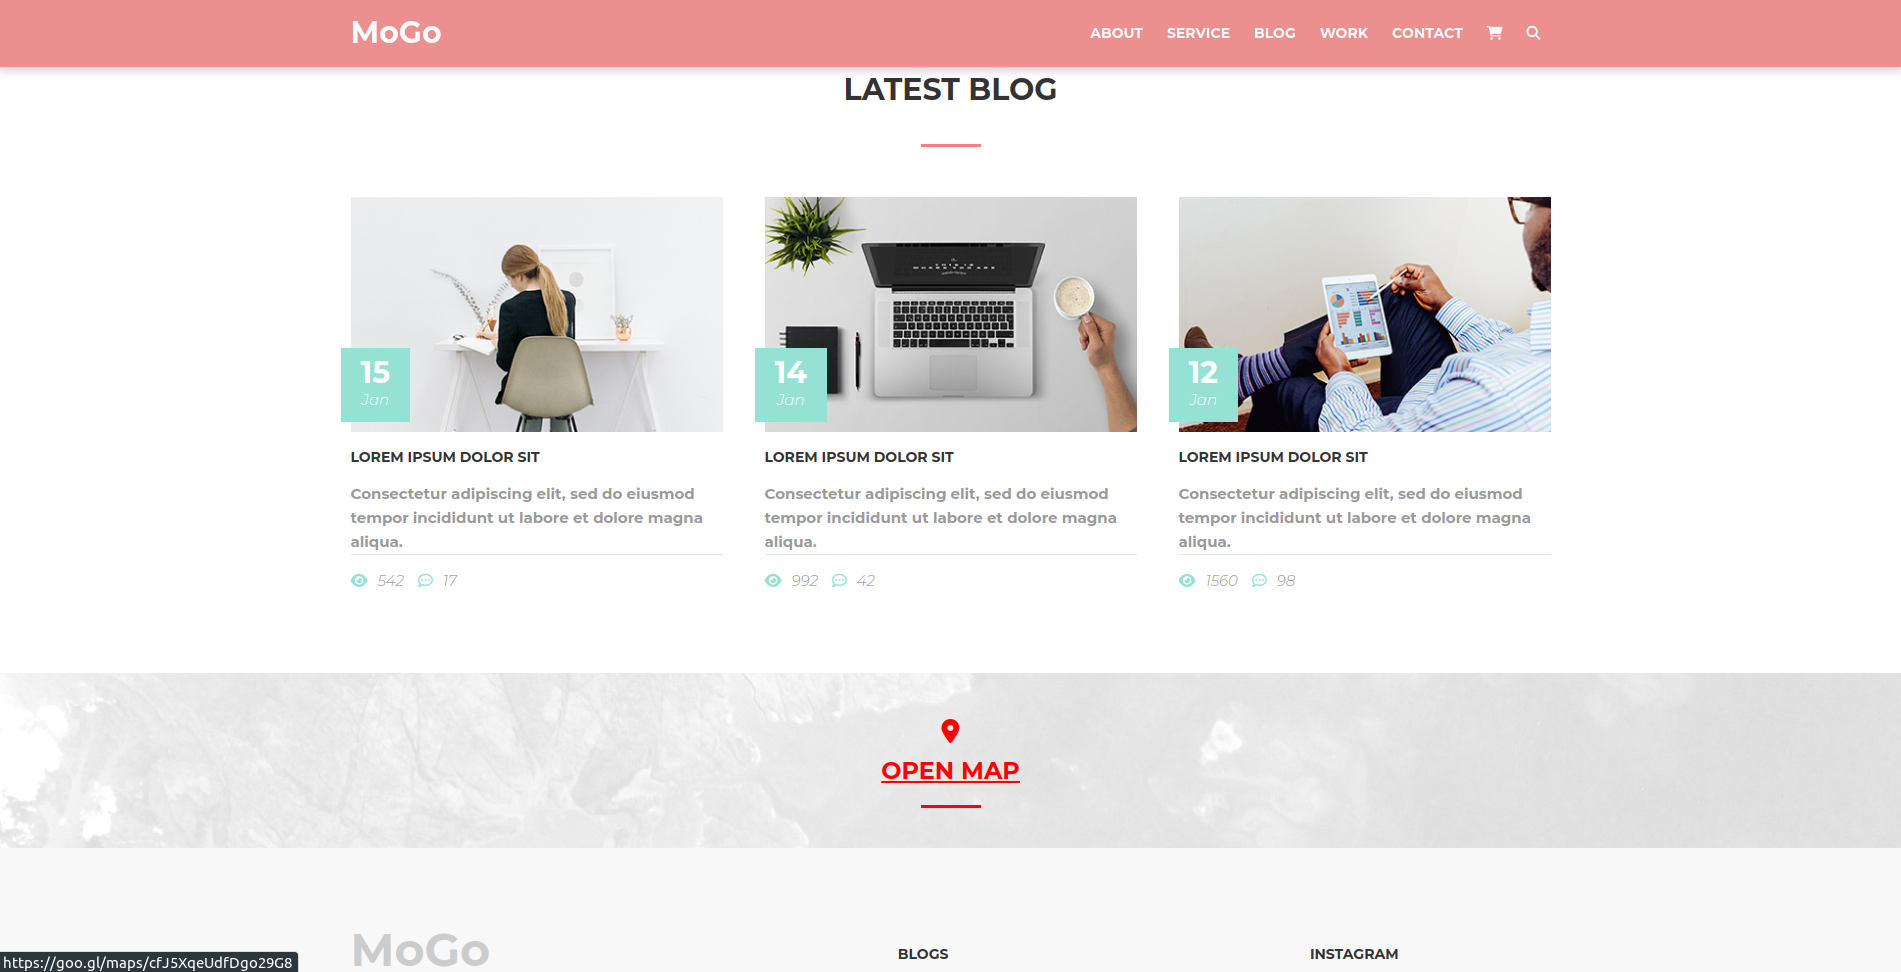 MoGo
ABOUT SERVICE BLOG WORK CONTACT
LATEST BLOG
15
Jan
LOREM IPSUM DOLOR SIT
Consectetur adipiscing elit, sed do eiusmod
tempor incididunt ut labore et dolore magna
aliqua.
542 17
14
Jan
LOREM IPSUM DOLOR SIT
Consectetur adipiscing elit, sed do eiusmod
tempor incididunt ut labore et dolore magna
aliqua.
992 42
12
Jan
LOREM IPSUM DOLOR SIT
Consectetur adipiscing elit, sed do eiusmod
tempor incididunt ut labore et dolore magna
aliqua.
1560 98
OPEN MAP
MoGo
BLOGS
INSTAGRAM
https://goo.gl/maps/cfJ5XqeUdfDgo29G8